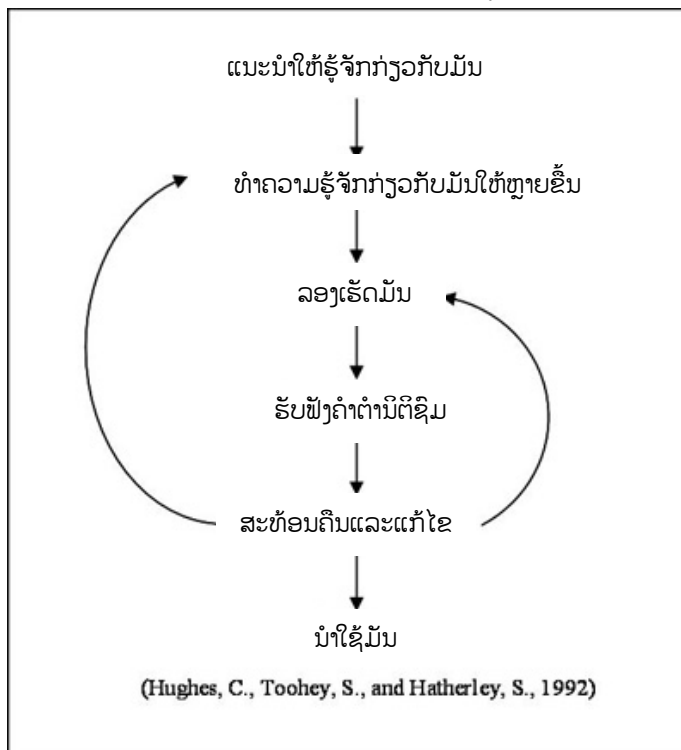 ແນະນຳໃຫ້ຮູ້ຈັກກ່ຽວກັບມັນ
ທຳຄວາມຮູ້ຈັກກ່ຽວກັບມັນໃຫ້ຫຼາຍຂຶ້ນ
ລອງເຮັດມັນ
ຮັບຟັງຄຳຕຳນິຕິຊົມ
ສະທ້ອນຄືນແລະແກ້ໄຂ
ນຳໃຊ້ມັນ
(Hughes, C., Toohey, S., and Hatherley, S., 1992)